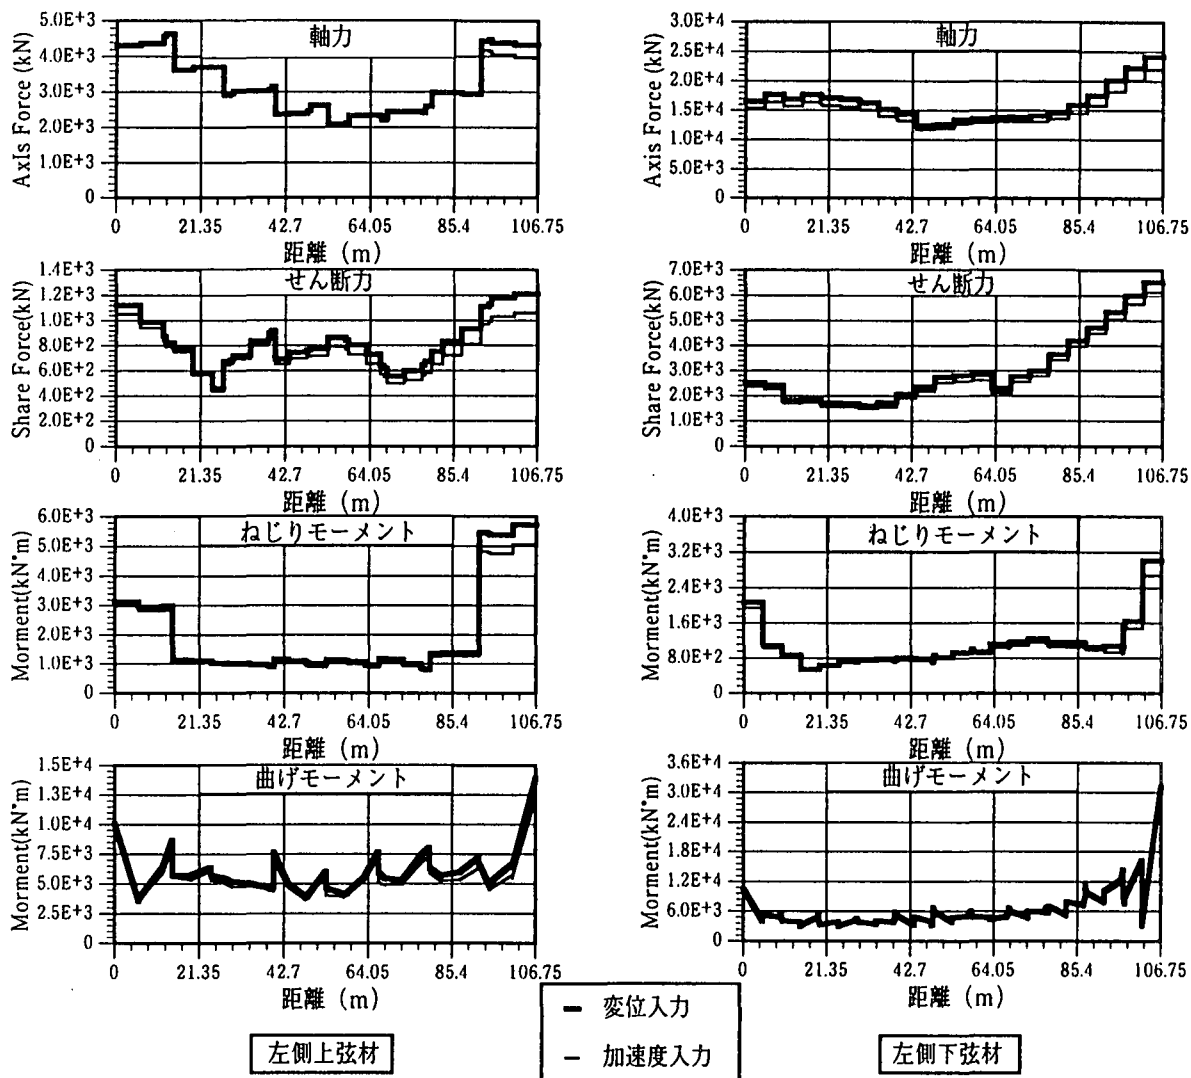 軸力
Axis Force (kN)
5.0E+3
4.0E+3
3.0E+3
2.0E+3
1.0E+3
0
0 21.35 42.7 64.05 85.4 106.75
距離 (m)
軸力
Axis Force (kN)
3.0E+4
2.5E+4
2.0E+4
1.5E+4
1.0E+4
5.0E+3
0
0 21.35 42.7 64.05 85.4 106.75
距離 (m)
せん断力
Share Force(kN)
1.4E+3
1.2E+3
1.0E+3
8.0E+2
6.0E+2
4.0E+2
2.0E+2
0
0 21.35 42.7 64.05 85.4 106.75
距離 (m)
せん断力
Share Force(kN)
7.0E+3
6.0E+3
5.0E+3
4.0E+3
3.0E+3
2.0E+3
1.0E+3
0
0 21.35 42.7 64.05 85.4 106.75
距離 (m)
ねじりモーメント
Morment(kN･m)
6.0E+3
5.0E+3
4.0E+3
3.0E+3
2.0E+3
1.0E+3
0
0 21.35 42.7 64.05 85.4 106.75
距離 (m)
ねじりモーメント
Morment(kN･m)
4.0E+3
3.2E+3
2.4E+3
1.6E+3
8.0E+2
0
0 21.35 42.7 64.05 85.4 106.75
距離 (m)
曲げモーメント
Morment(kN･m)
1.5E+4
1.3E+4
1.0E+4
7.5E+3
5.0E+3
2.5E+3
0
0 21.35 42.7 64.05 85.4 106.75
距離 (m)
曲げモーメント
Morment(kN･m)
3.6E+4
3.0E+4
2.4E+4
1.8E+4
1.2E+4
6.0E+3
0
0 21.35 42.7 64.05 85.4 106.75
距離 (m)
変位入力
加速度入力
左側上弦材
左側下弦材